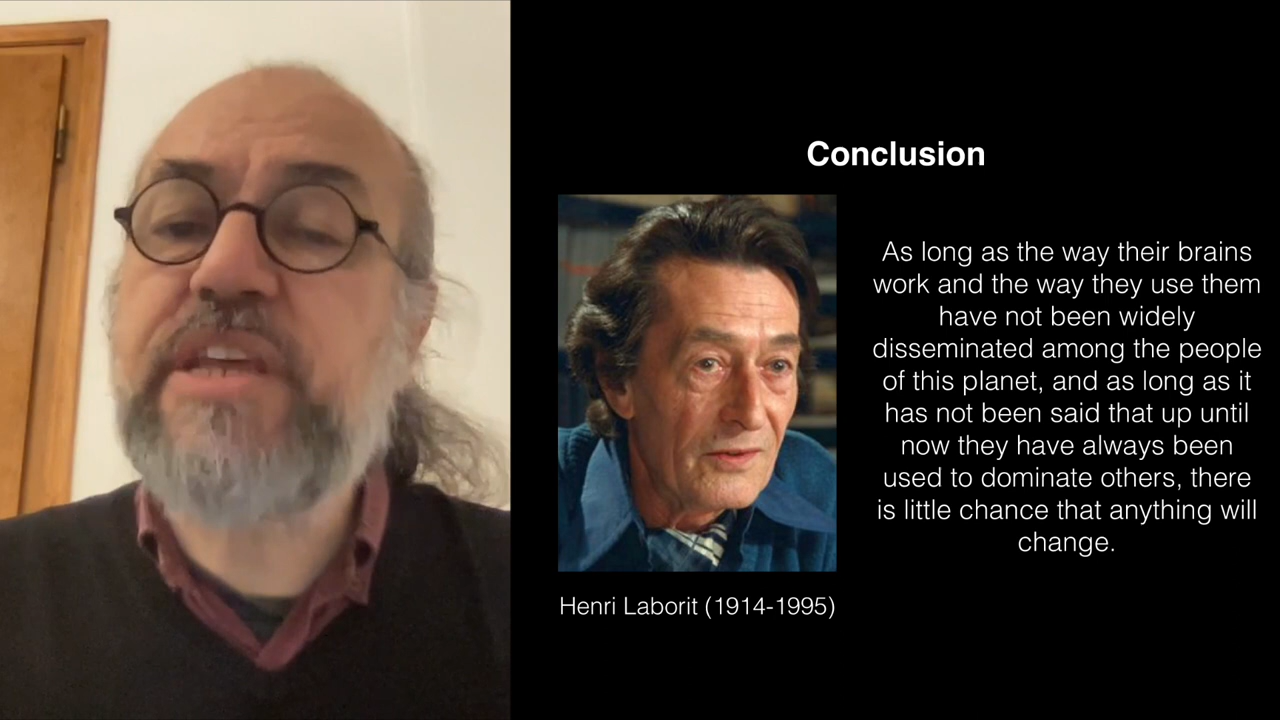 Conclusion
As long as the way their brains
work and the way they use them
have not been widely
disseminated among the people
of this planet, and as long as it
has not been said that up until
now they have always been
used to dominate others, there
is little chance that anything will
change.
Henri Laborit (1914-1995)